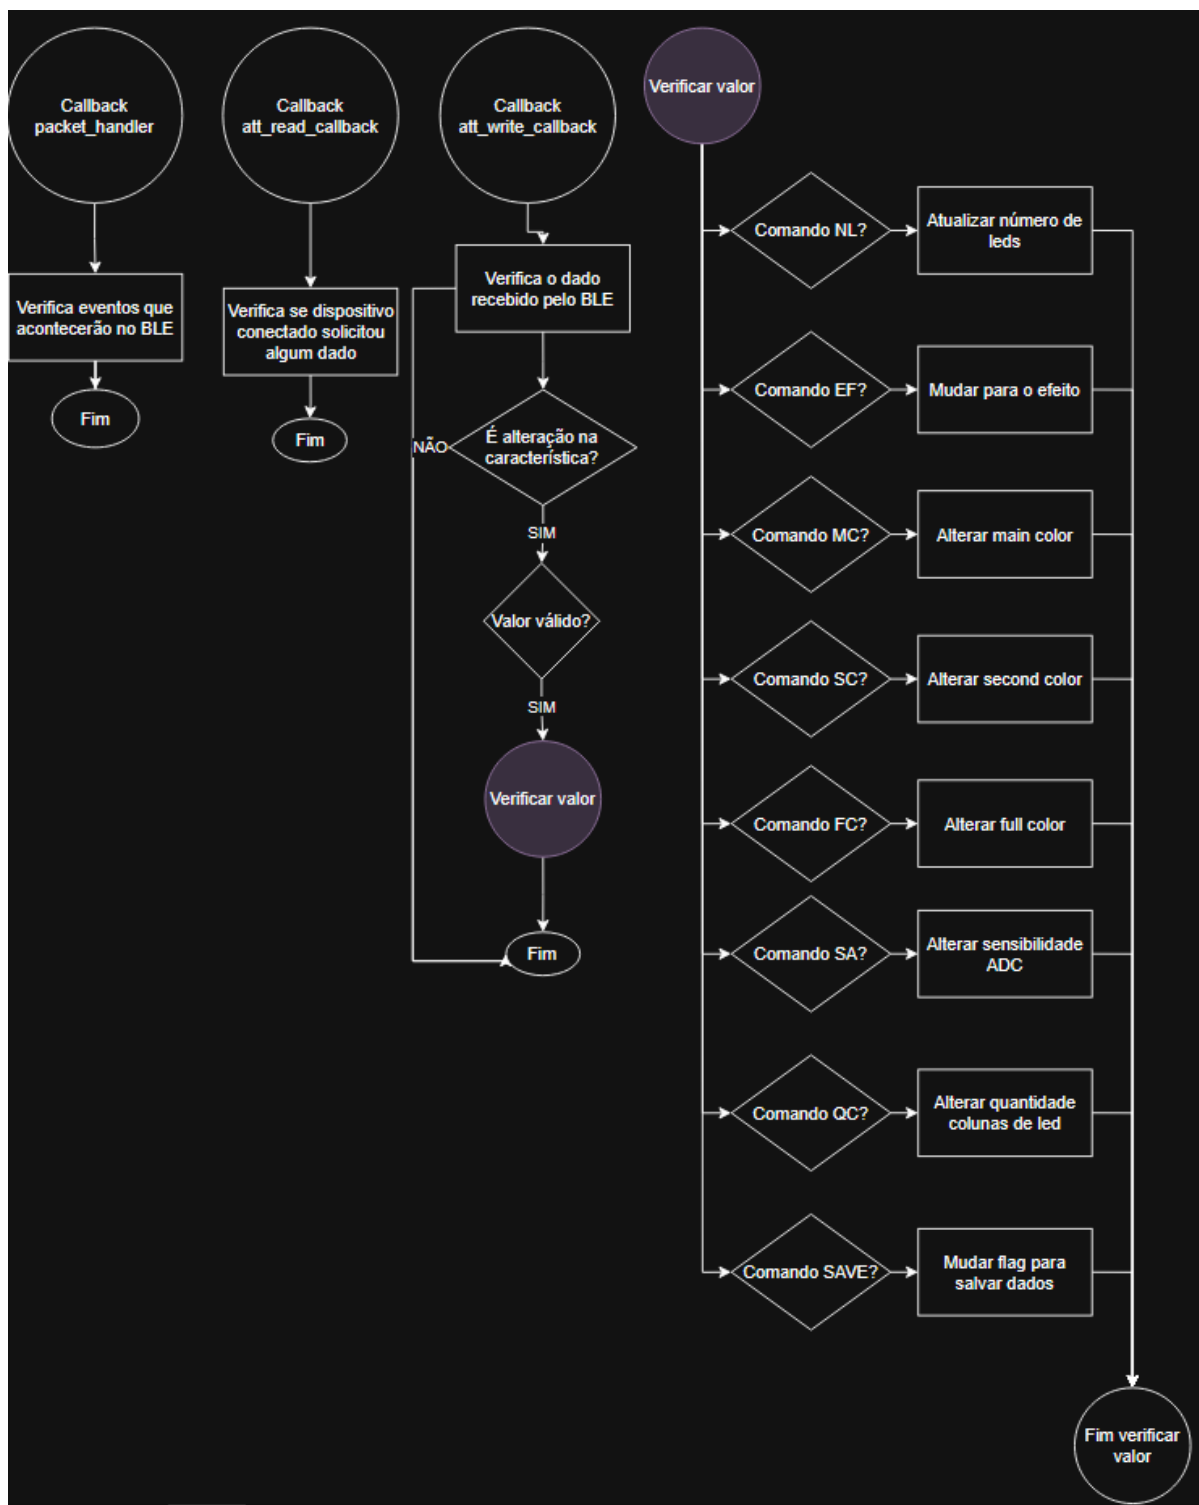 Callback
packet_handler
Verifica eventos que
acontecerão no BLE
Fim
Callback
att_read_callback
Verifica se dispositivo
conectado solicitou
algum dado
Fim
Callback
att_write_callback
Verifica o dado
recebido pelo BLE
É alteração na
característica?
NÃO
SIM
Valor válido?
SIM
Verificar valor
Fim
Verificar valor
Comando NL?
Atualizar número de
leds
Comando EF?
Mudar para o efeito
Comando MC?
Alterar main color
Comando SC?
Alterar second color
Comando FC?
Alterar full color
Comando SA?
Alterar sensibilidade
ADC
Comando QC?
Alterar quantidade
colunas de led
Comando SAVE?
Mudar flag para
salvar dados
Fim verificar
valor